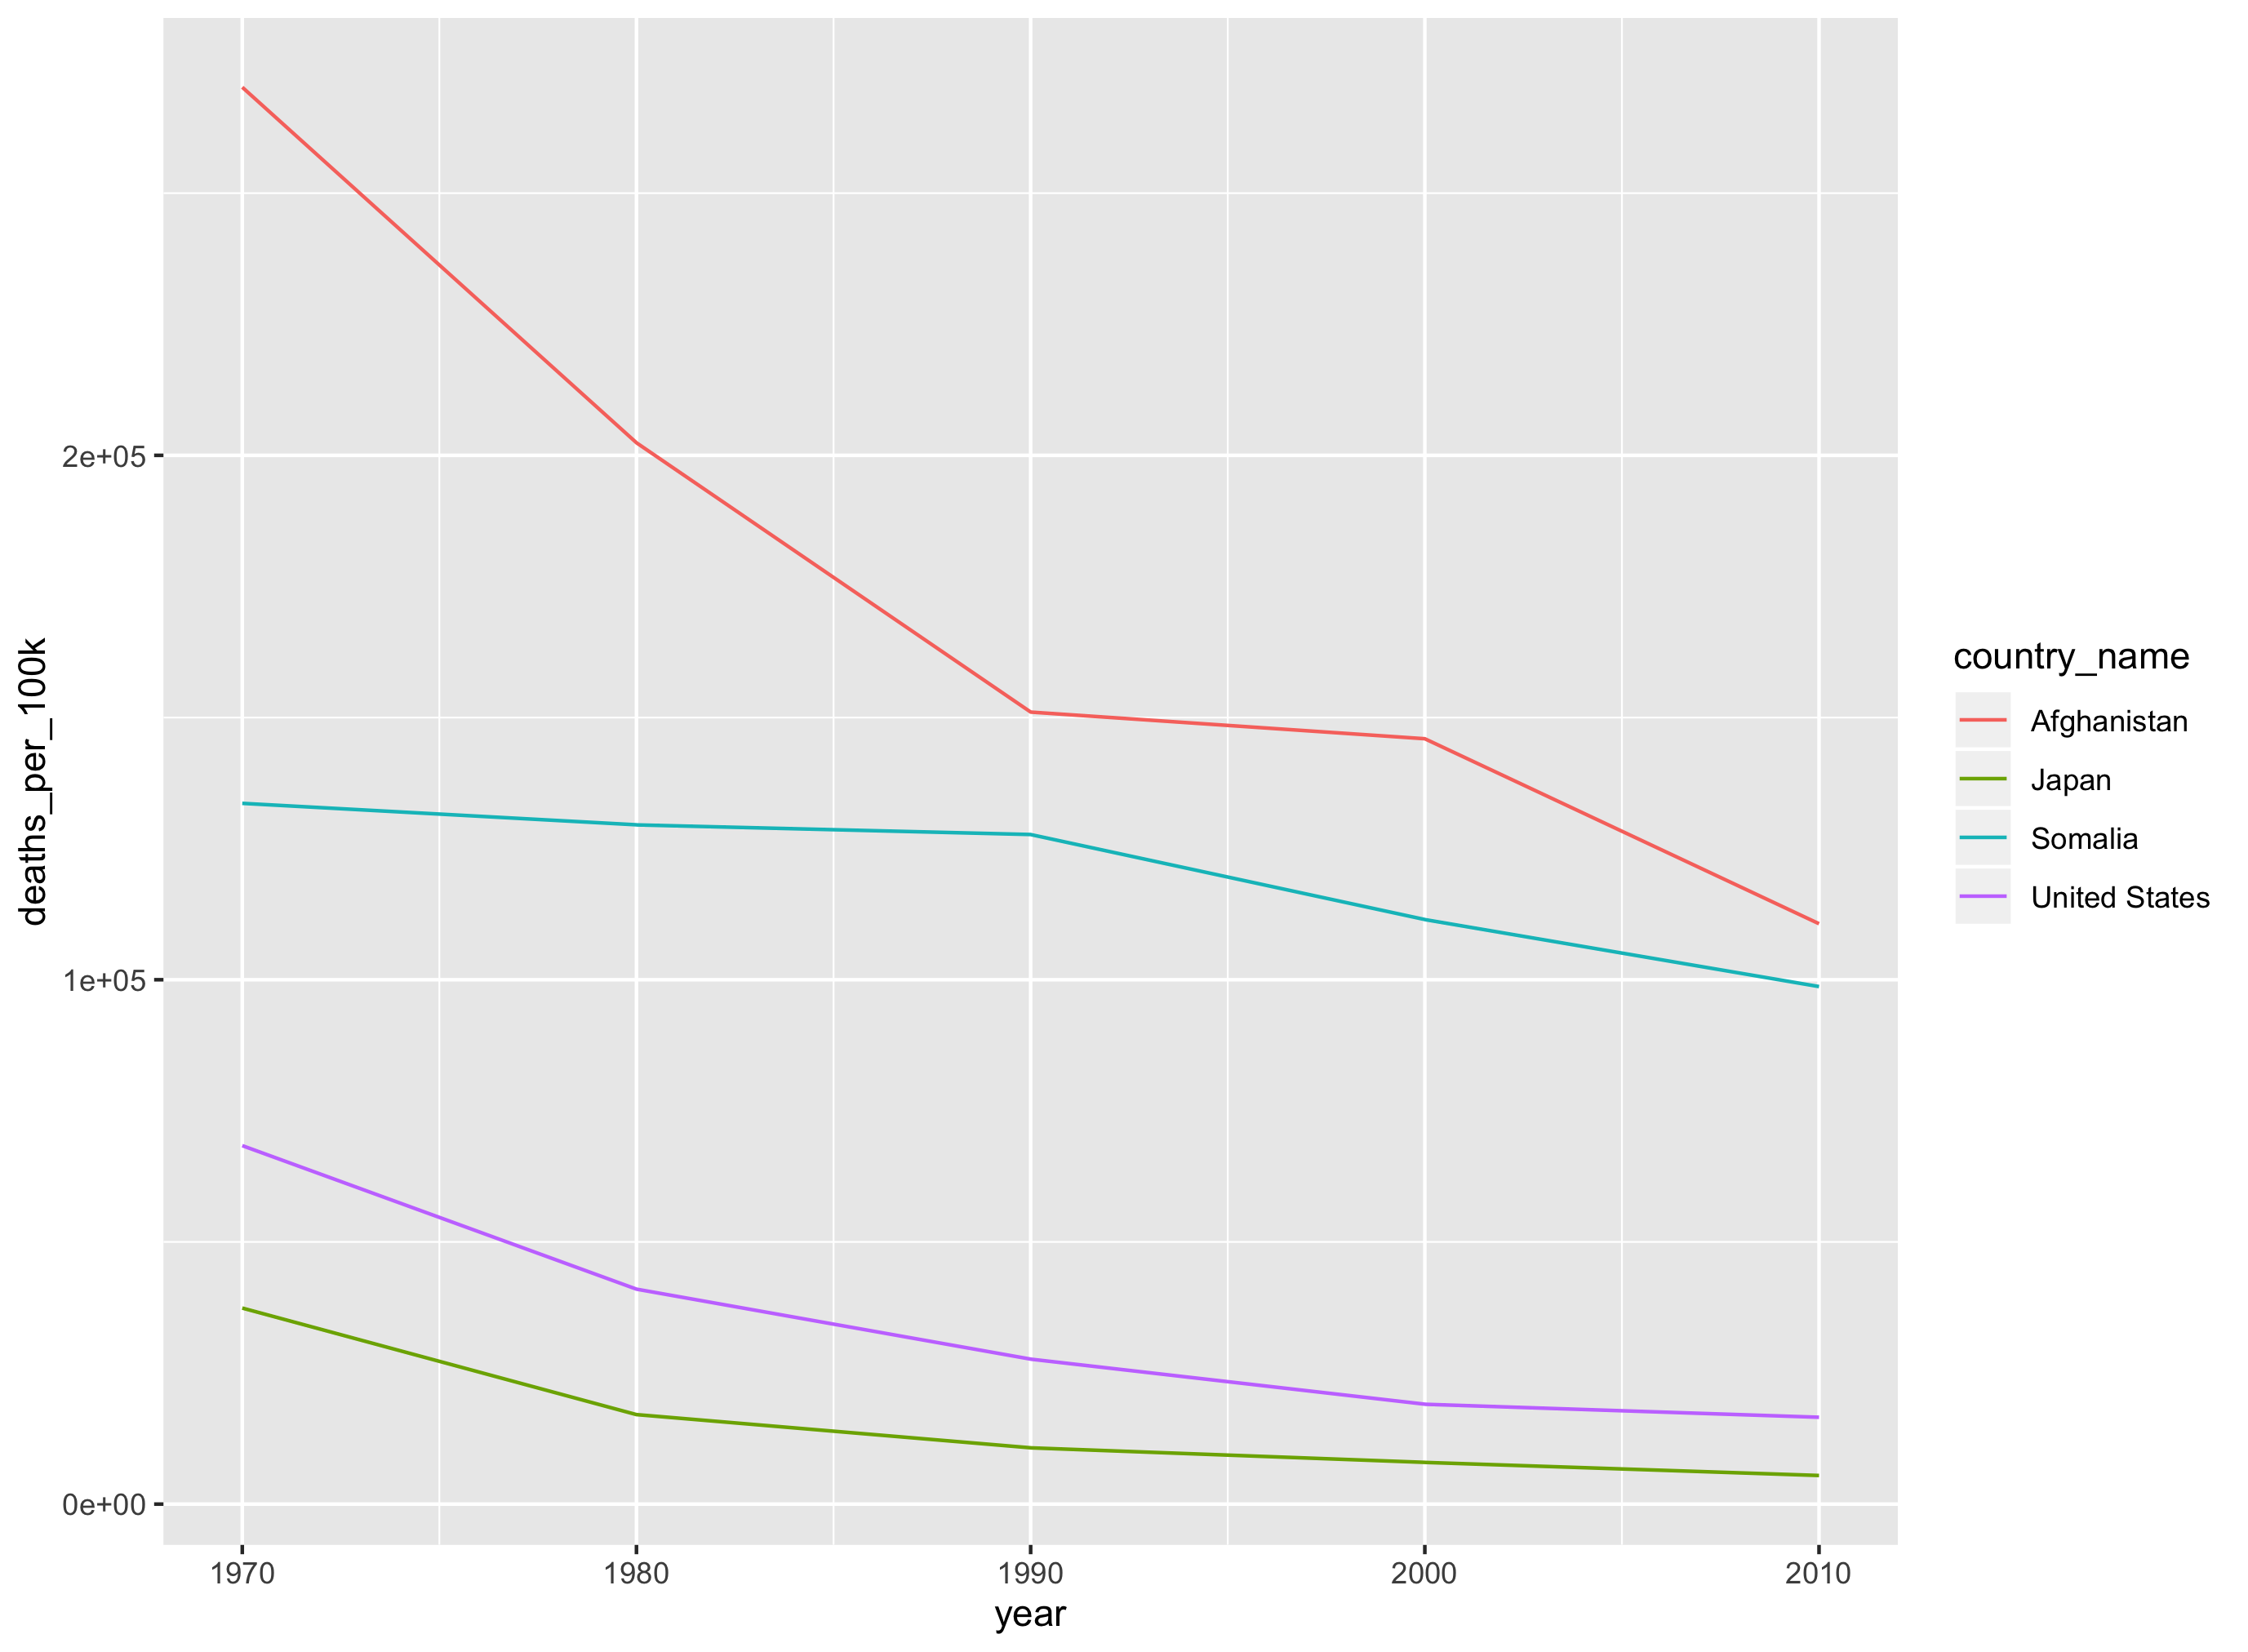 deaths_per_100k
2e+05
1e+05
0e+00
1970 1980 1990 2000 2010
year
country_name
Afghanistan
Japan
Somalia
United States